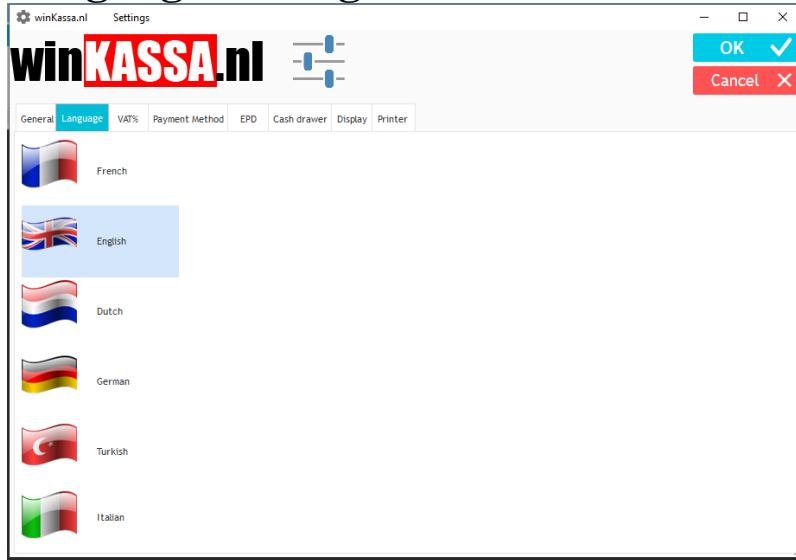 winKassa.nl Settings
winKASSA.nl
OK
Cancel
General Language VAT% Payment Method EPD Cash drawer Display Printer
French
English
Dutch
German
Turkish
Italian